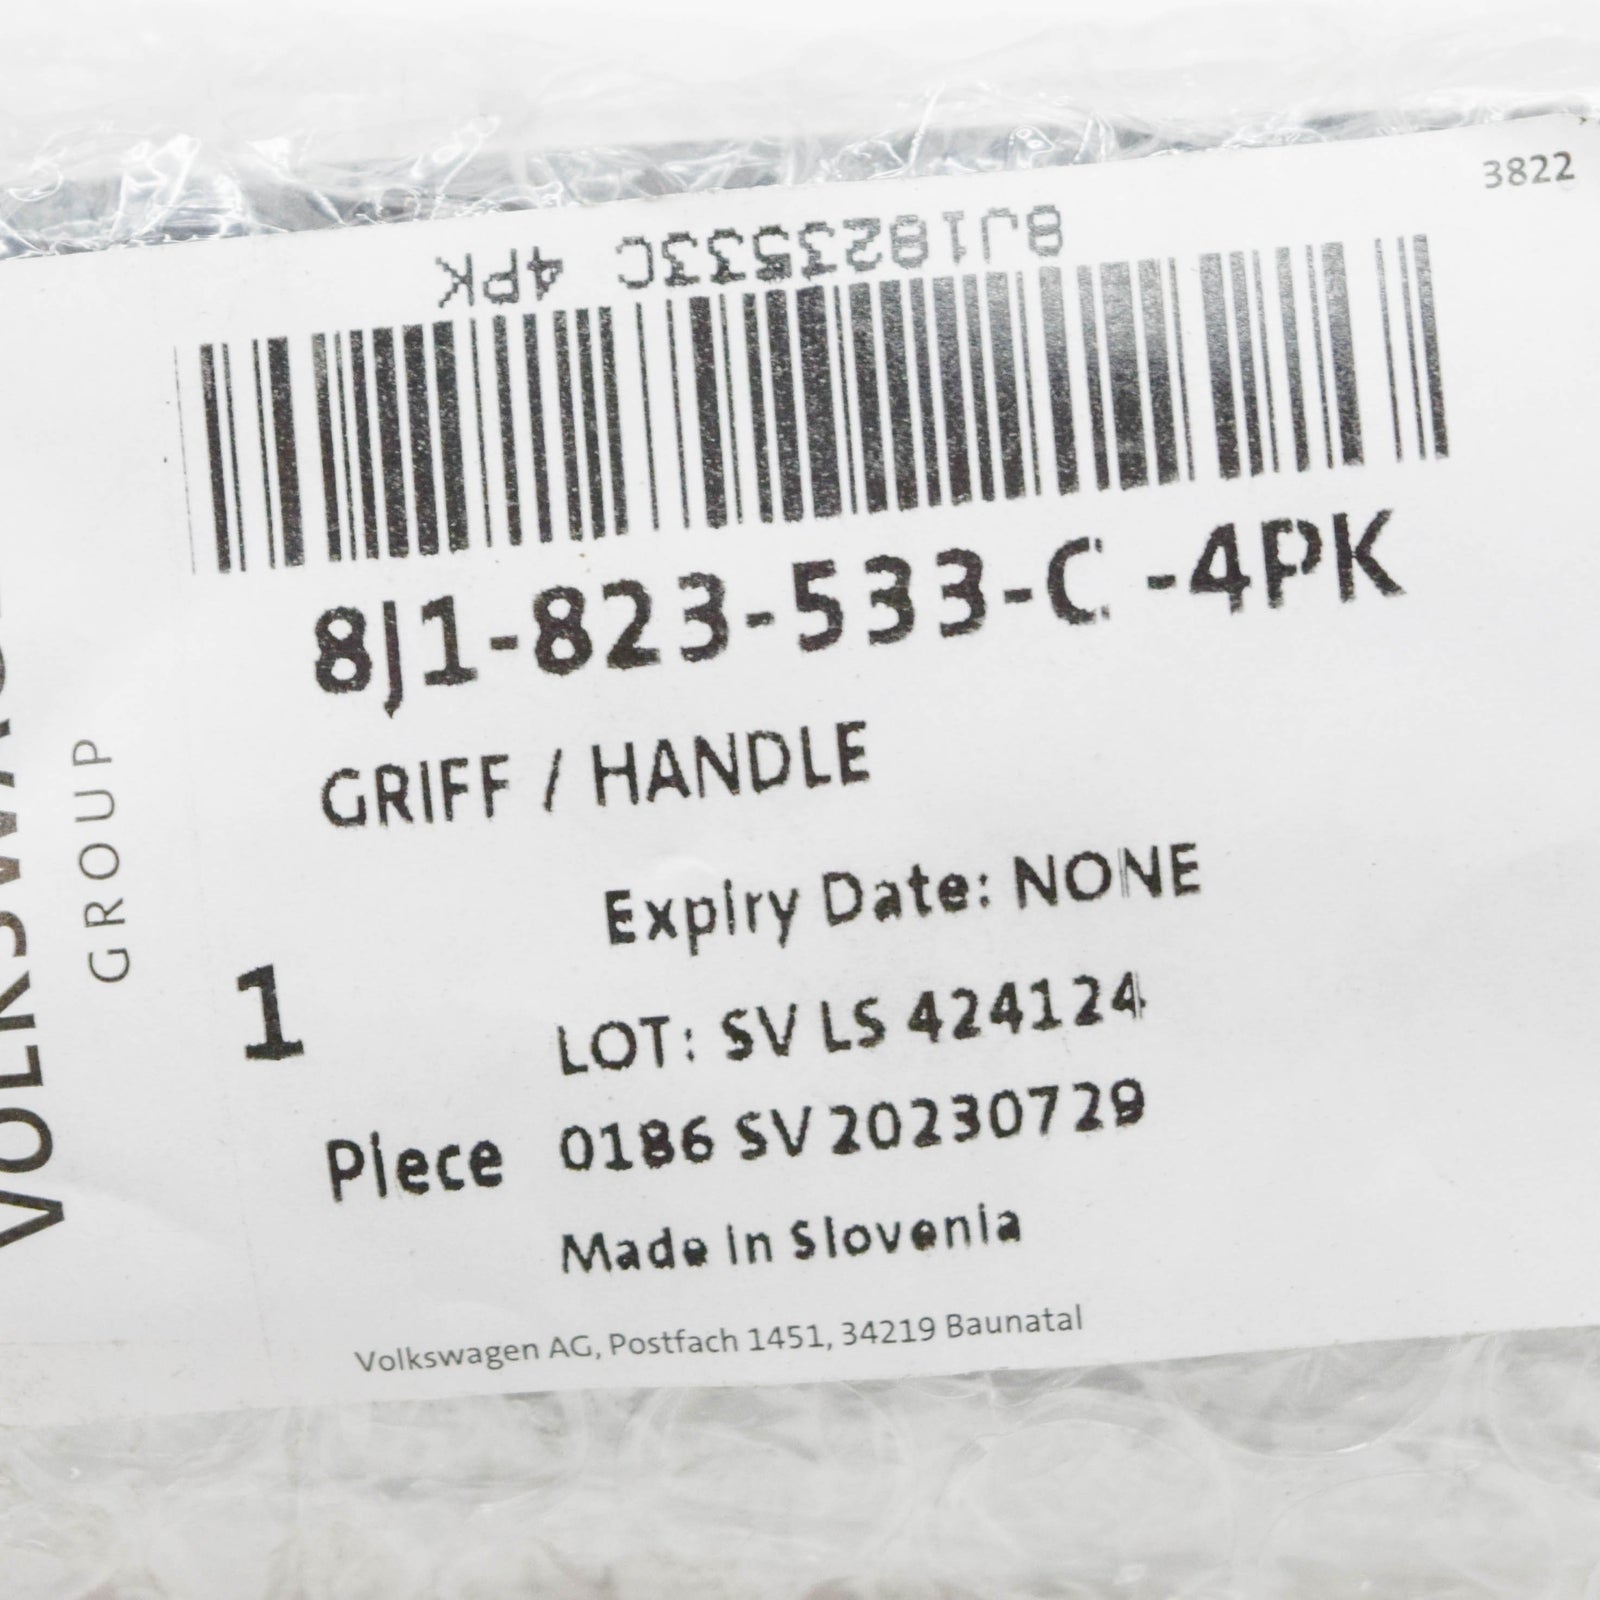 3822
8J1823533C 4PK
8J1-823-533-C -4PK
GRIFF / HANDLE
Expiry Date: NONE
1
LOT: SV LS 424124
Piece 0186 SV 20230729
Made in Slovenia
Volkswagen AG, Postfach 1451, 34219 Baunatal
GROUP